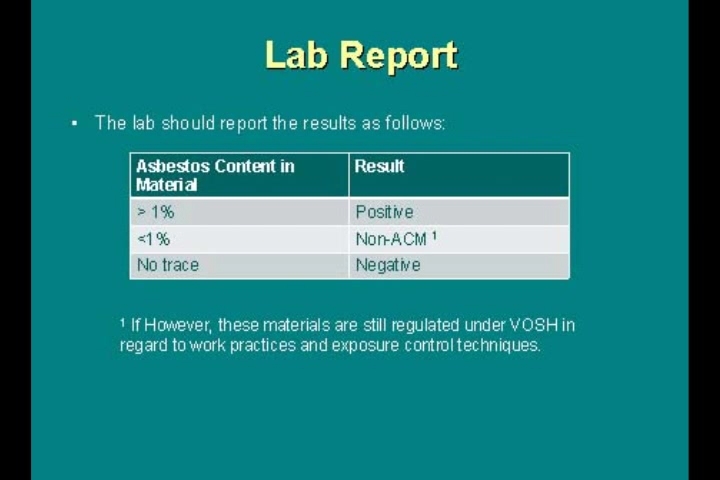 Lab Report
• The lab should report the results as follows:
Asbestos Content in Material Result
> 1% Positive
<1% Non-ACM ¹
No trace Negative
¹ If However, these materials are still regulated under VOSH in
regard to work practices and exposure control techniques.